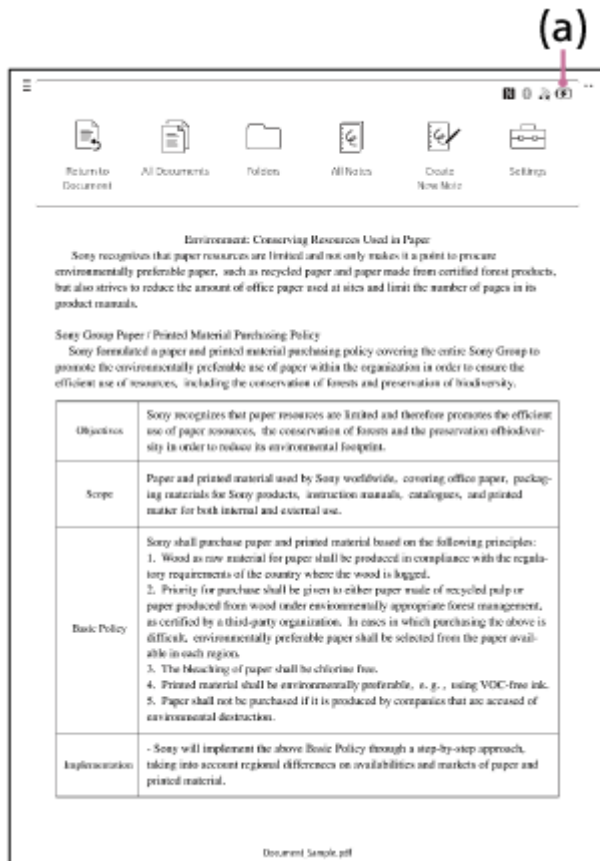 (a)
Return to
Document
All Documents
Folders
All Notes
Create
New Note
Settings
Environment: Conserving Resources Used in Paper
Sony recognizes that paper resources are limited and not only makes it a point to procure
environmentally preferable paper, such as recycled paper and paper made from certified forest products,
but also strives to reduce the amount of office paper used at sites and limit the number of pages in its
product manuals.
Sony Group Paper / Printed Material Purchasing Policy
Sony formulated a paper and printed material purchasing policy covering the entire Sony Group to
promote the environmentally preferable use of paper within the organization in order to ensure the
efficient use of resources, including the conservation of forests and preservation of biodiversity.
Objectives
Sony recognizes that paper resources are limited and therefore promotes the efficient
use of paper resources, the conservation of forests and the preservation ofbiodiver-
sity in order to reduce its environmental footprint.
Scope
Paper and printed material used by Sony worldwide, covering office paper, packag-
ing materials for Sony products, instruction manuals, catalogues, and printed
matter for both internal and external use.
Basic Policy
Sony shall purchase paper and printed material based on the following principles:
1. Wood as raw material for paper shall be produced in compliance with the regula-
tory requirements of the country where the wood is logged.
2. Priority for purchase shall be given to either paper made of recycled pulp or
paper produced from wood under environmentally appropriate forest management,
as certified by a third-party organization. In cases in which purchasing the above is
difficult, environmentally preferable paper shall be selected from the paper avail-
able in each region.
3. The bleaching of paper shall be chlorine free.
4. Printed material shall be environmentally preferable, e. g. , using VOC-free ink.
5. Paper shall not be purchased if it is produced by companies that are accused of
environmental destruction.
Implementation
- Sony will implement the above Basic Policy through a step-by-step approach,
taking into account regional differences on availabilities and markets of paper and
printed material.
Document Sample.pdf